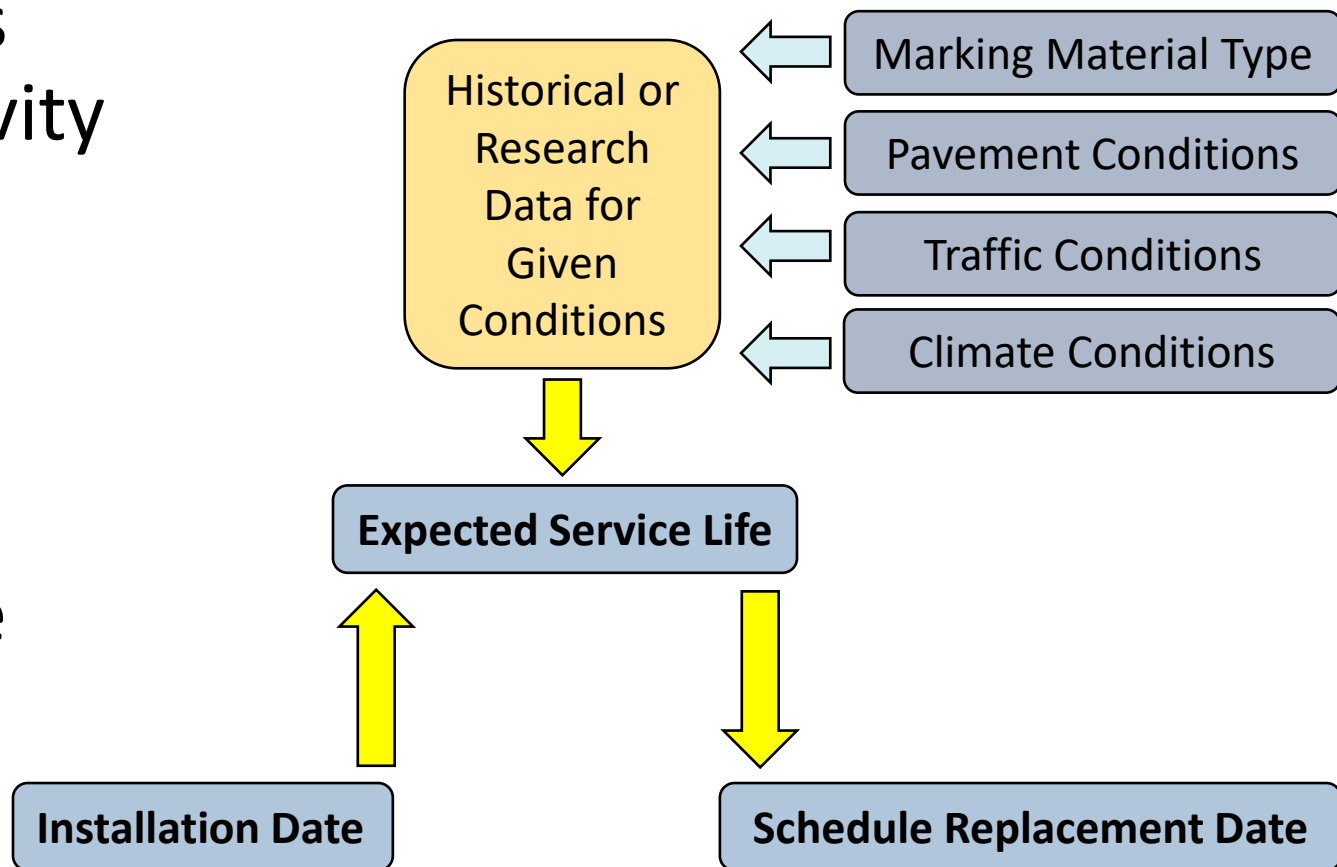 Historical or
Research
Data for
Given
Conditions
Marking Material Type
Pavement Conditions
Traffic Conditions
Climate Conditions
Expected Service Life
Installation Date
Schedule Replacement Date